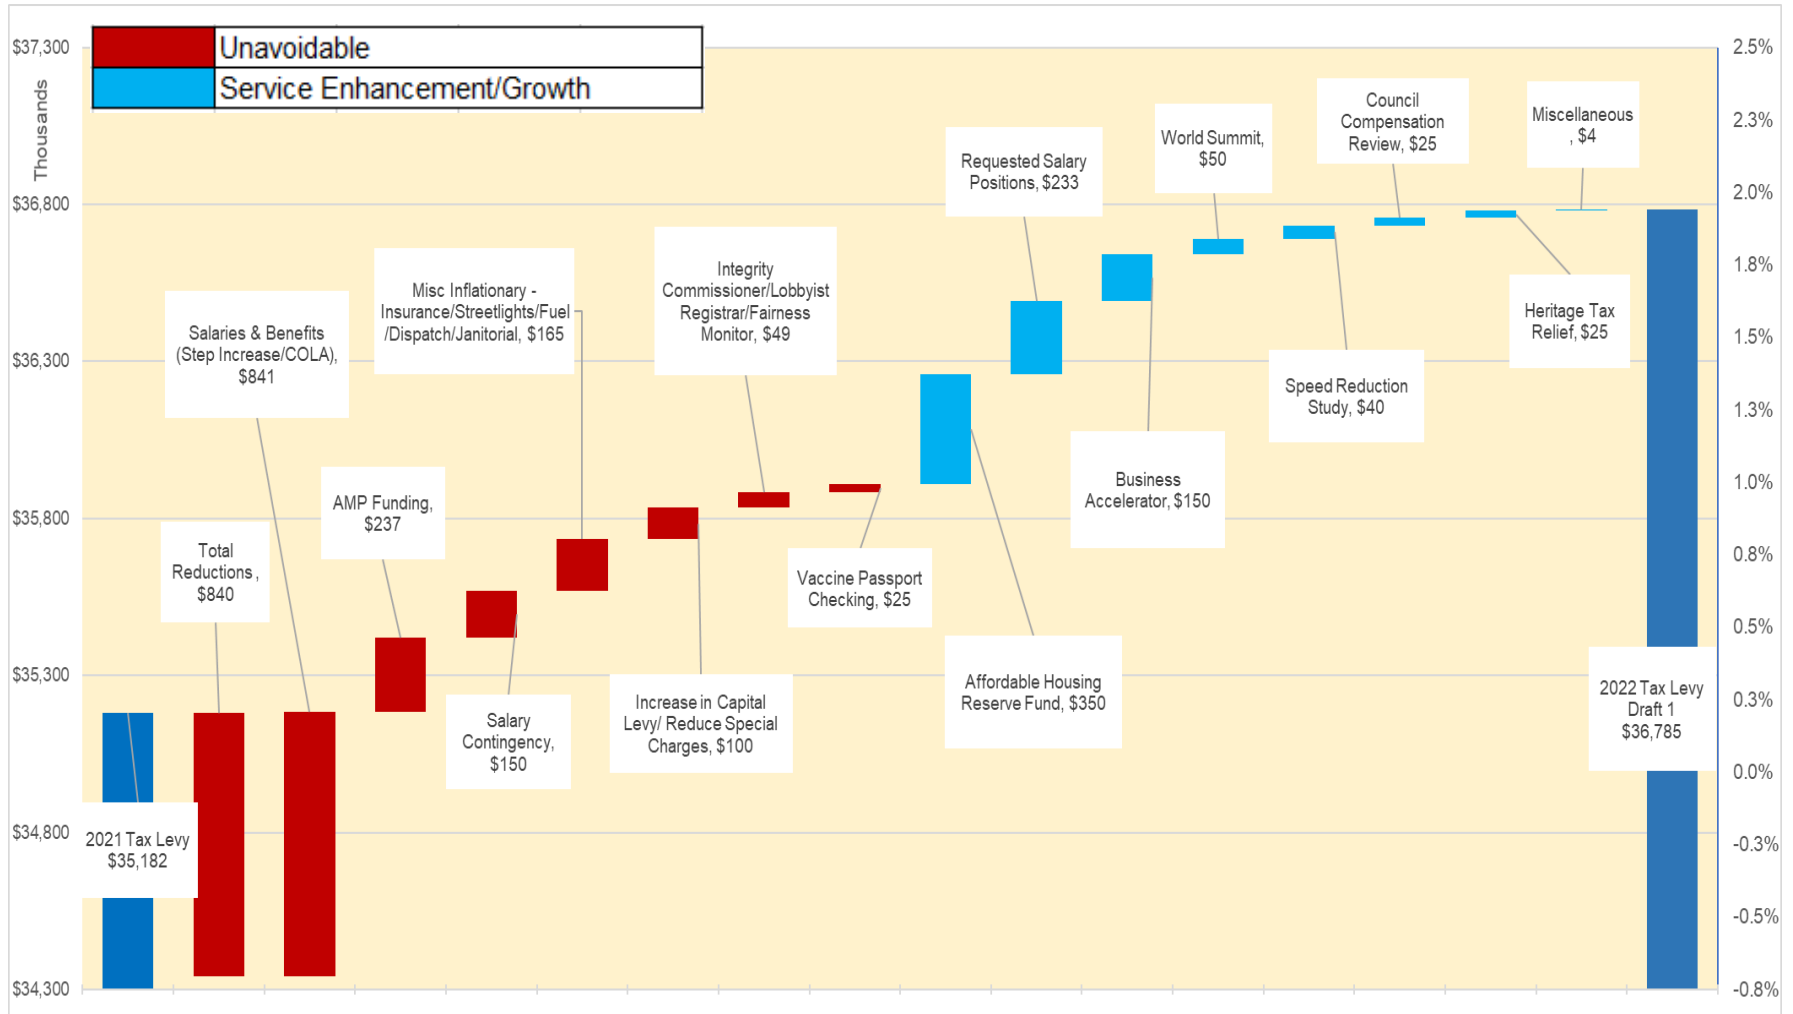 Unavoidable
Service Enhancement/Growth
Thousands
$37,300
$36,800
$36,300
$35,800
$35,300
$34,800
$34,300
2021 Tax Levy
$35,182
Total
Reductions ,
$840
Salaries & Benefits
(Step Increase/COLA),
$841
AMP Funding,
$237
Salary
Contingency,
$150
Misc Inflationary -
Insurance/Streetlights/Fuel
/Dispatch/Janitorial, $165
Increase in Capital
Levy/ Reduce Special
Charges, $100
Integrity
Commissioner/Lobbyist
Registrar/Fairness
Monitor, $49
Vaccine Passport
Checking, $25
Affordable Housing
Reserve Fund, $350
Requested Salary
Positions, $233
Business
Accelerator, $150
World Summit,
$50
Speed Reduction
Study, $40
Council
Compensation
Review, $25
Heritage Tax
Relief, $25
Miscellaneous
, $4
2022 Tax Levy
Draft 1
$36,785
2.5%
2.3%
2.0%
1.8%
1.5%
1.3%
1.0%
0.8%
0.5%
0.3%
0.0%
-0.3%
-0.5%
-0.8%